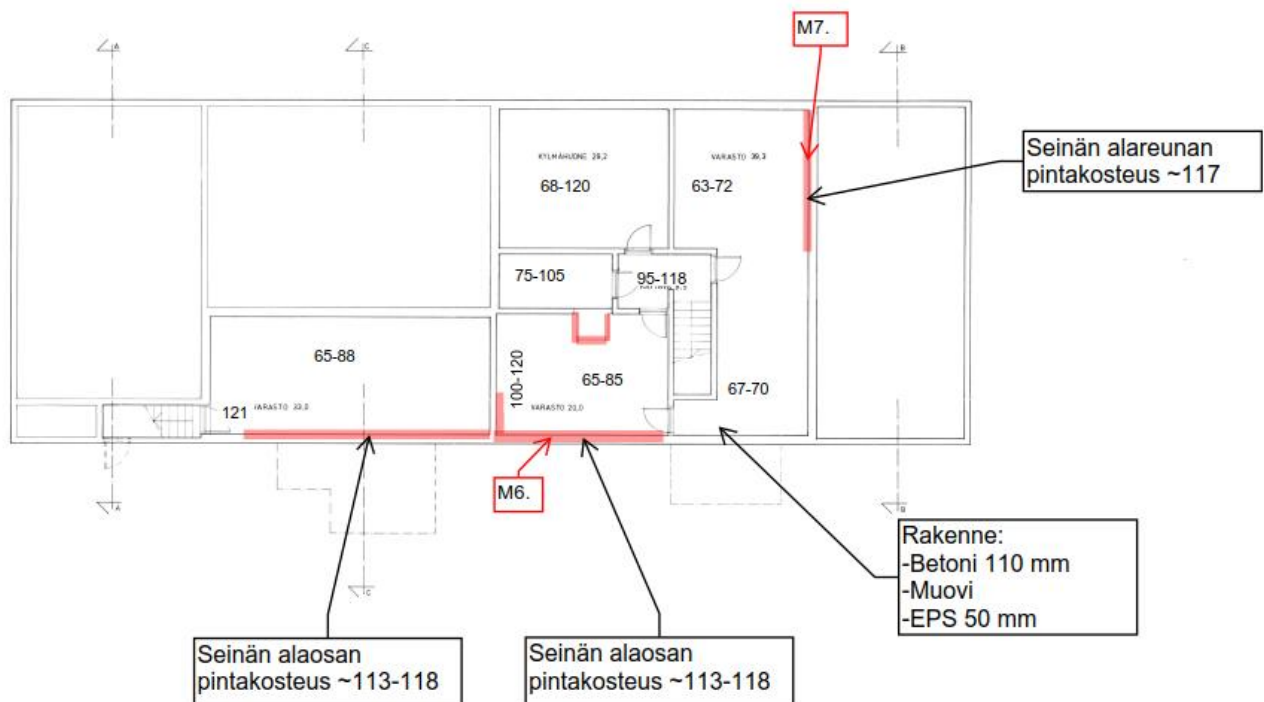 M7.
A
C
B
Seinän alareunan
pintakosteus ~117
KYLMÄHUONE 29,2
VARASTO 39,3
68-120
63-72
75-105
95-118
65-88
100-120
65-85
67-70
121
VARASTO 33,0
VARASTO 20,0
M6.
A
B
C
Rakenne:
-Betoni 110 mm
-Muovi
-EPS 50 mm
Seinän alaosan
pintakosteus ~113-118
Seinän alaosan
pintakosteus ~113-118